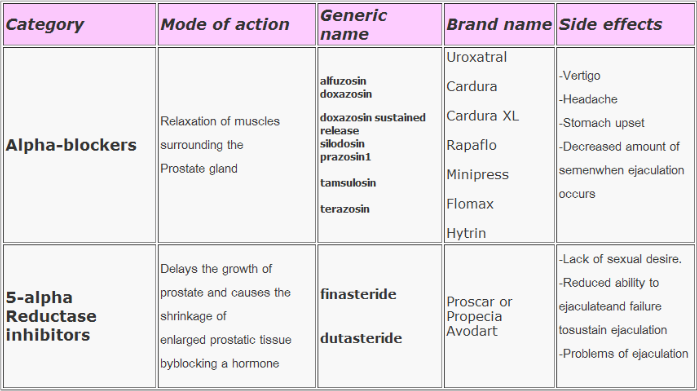 Category
Mode of action
Generic
name
Brand name
Side effects
Alpha-blockers
Relaxation of muscles
surrounding the
Prostate gland
alfuzosin
doxazosin
doxazosin sustained
release
silodosin
prazosin1
tamsulosin
terazosin
Uroxatral
Cardura
Cardura XL
Rapaflo
Minipress
Flomax
Hytrin
-Vertigo
-Headache
-Stomach upset
-Decreased amount of
semenwhen ejaculation
occurs
5-alpha
Reductase
inhibitors
Delays the growth of
prostate and causes the
shrinkage of
enlarged prostatic tissue
byblocking a hormone
finasteride
dutasteride
Proscar or
Propecia
Avodart
-Lack of sexual desire.
-Reduced ability to
ejaculateand failure
tosustain ejaculation
-Problems of ejaculation